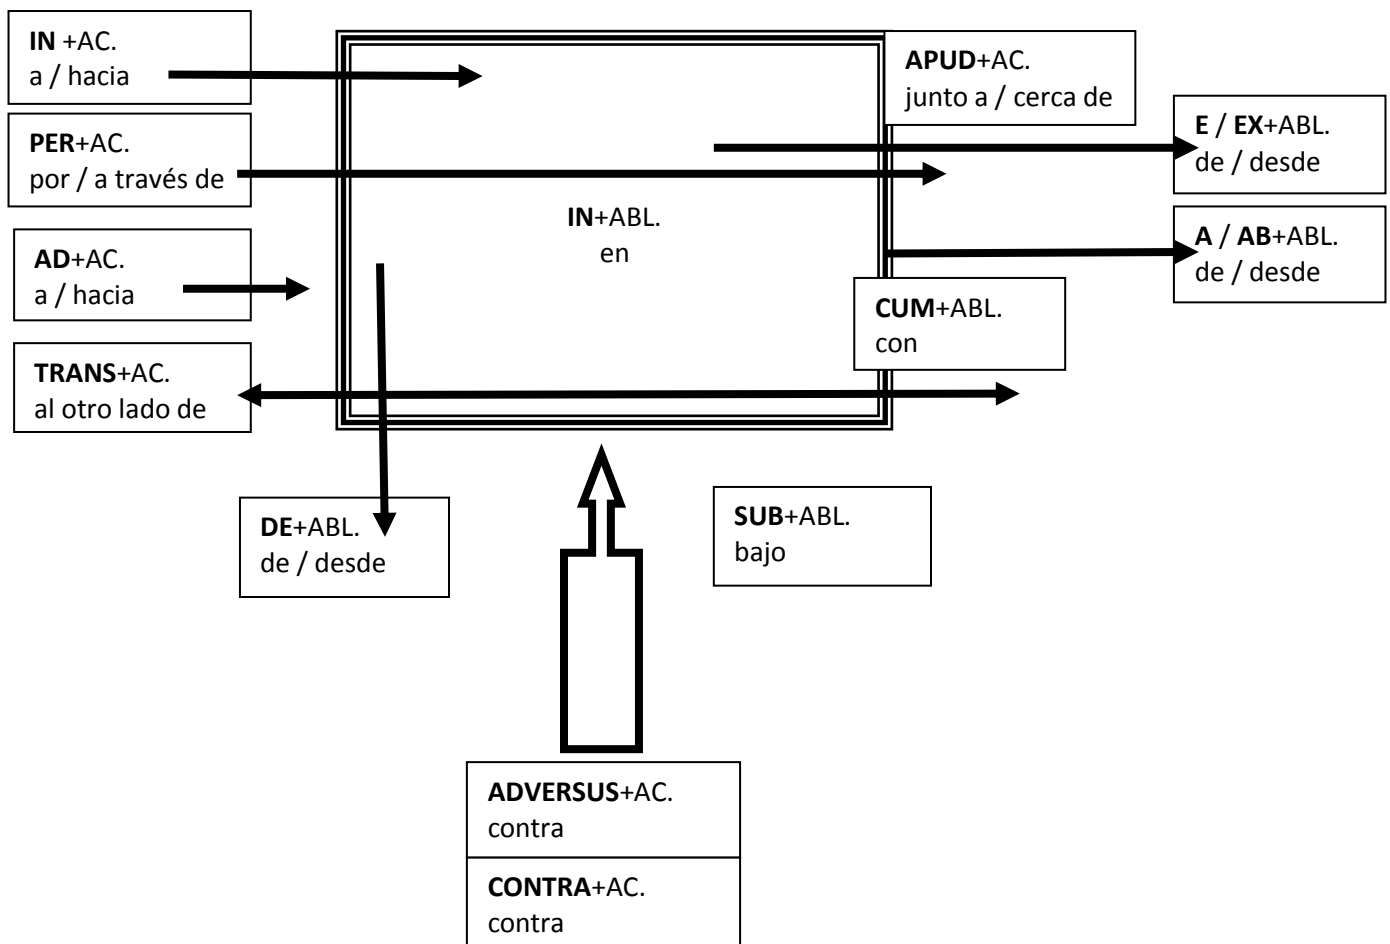 IN +AC.
a / hacia
PER+AC.
por / a través de
AD+AC.
a / hacia
TRANS+AC.
al otro lado de
IN+ABL.
en
APUD+AC.
junto a / cerca de
E / EX+ABL.
de / desde
A / AB+ABL.
de / desde
CUM+ABL.
con
DE+ABL.
de / desde
SUB+ABL.
bajo
ADVERSUS+AC.
contra
CONTRA+AC.
contra